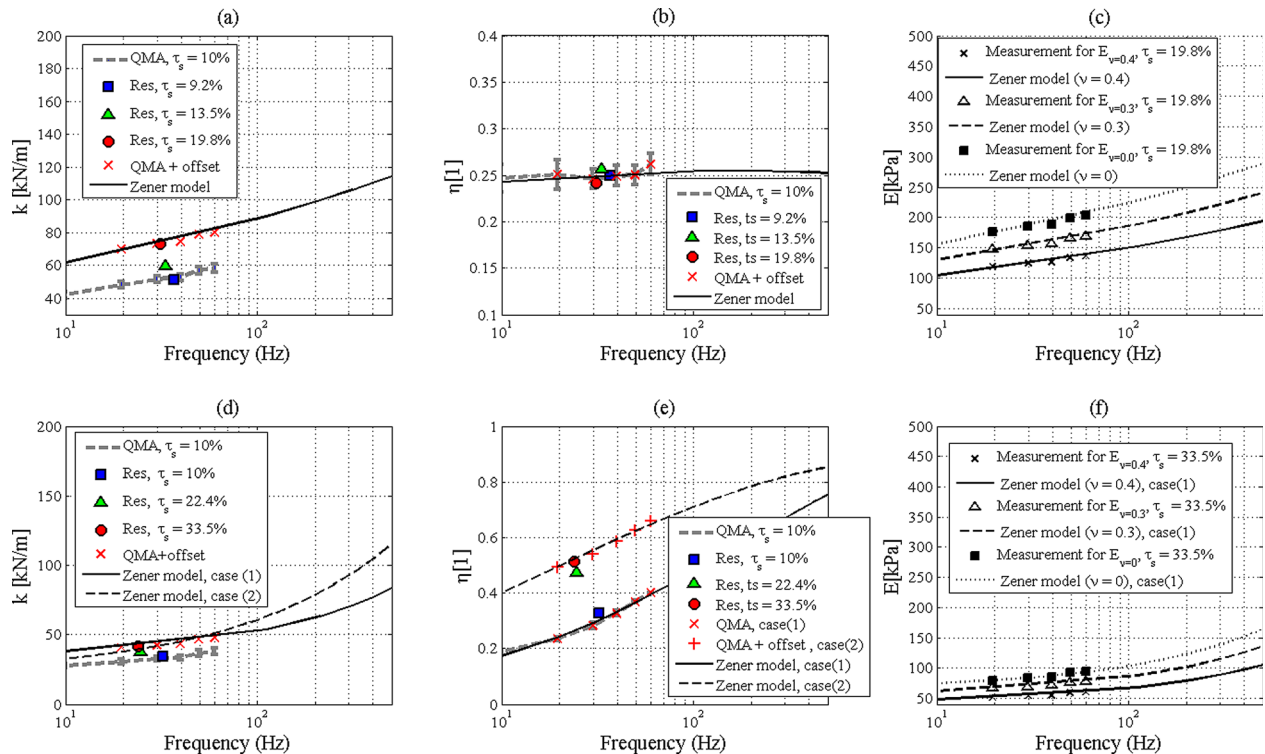 (a)
k [kN/m]
200
180
160
140
120
100
80
60
40
QMA, τs = 10%
Res, τs = 9.2%
Res, τs = 13.5%
Res, τs = 19.8%
QMA + offset
Zener model
10^1
10^2
Frequency (Hz)
(b)
η[1]
0.4
0.35
0.3
0.25
0.2
0.15
0.1
QMA, τs = 10%
Res, ts = 9.2%
Res, ts = 13.5%
Res, ts = 19.8%
QMA + offset
Zener model
10^1
10^2
Frequency (Hz)
(c)
E[kPa]
500
450
400
350
300
250
200
150
100
50
Measurement for Eν=0.4, τs = 19.8%
Zener model (ν = 0.4)
Measurement for Eν=0.3, τs = 19.8%
Zener model (ν = 0.3)
Measurement for Eν=0.0, τs = 19.8%
Zener model (ν = 0)
10^1
10^2
Frequency (Hz)
(d)
k [kN/m]
200
150
100
50
0
QMA, τs = 10%
Res, τs = 10%
Res, τs = 22.4%
Res, τs = 33.5%
QMA+offset
Zener model, case (1)
Zener model, case (2)
10^1
10^2
Frequency (Hz)
(e)
η[1]
1
0.8
0.6
0.4
0.2
0
QMA, τs = 10%
Res, τs = 10%
Res, ts = 22.4%
Res, ts = 33.5%
QMA, case(1)
QMA + offset , case(2)
Zener model, case(1)
Zener model, case(2)
10^1
10^2
Frequency (Hz)
(f)
E[kPa]
500
450
400
350
300
250
200
150
100
50
0
Measurement for Eν=0.4, τs = 33.5%
Zener model (ν = 0.4), case(1)
Measurement for Eν=0.3, τs = 33.5%
Zener model (ν = 0.3), case(1)
Measurement for Eν=0, τs = 33.5%
Zener model (ν = 0), case(1)
10^1
10^2
Frequency (Hz)